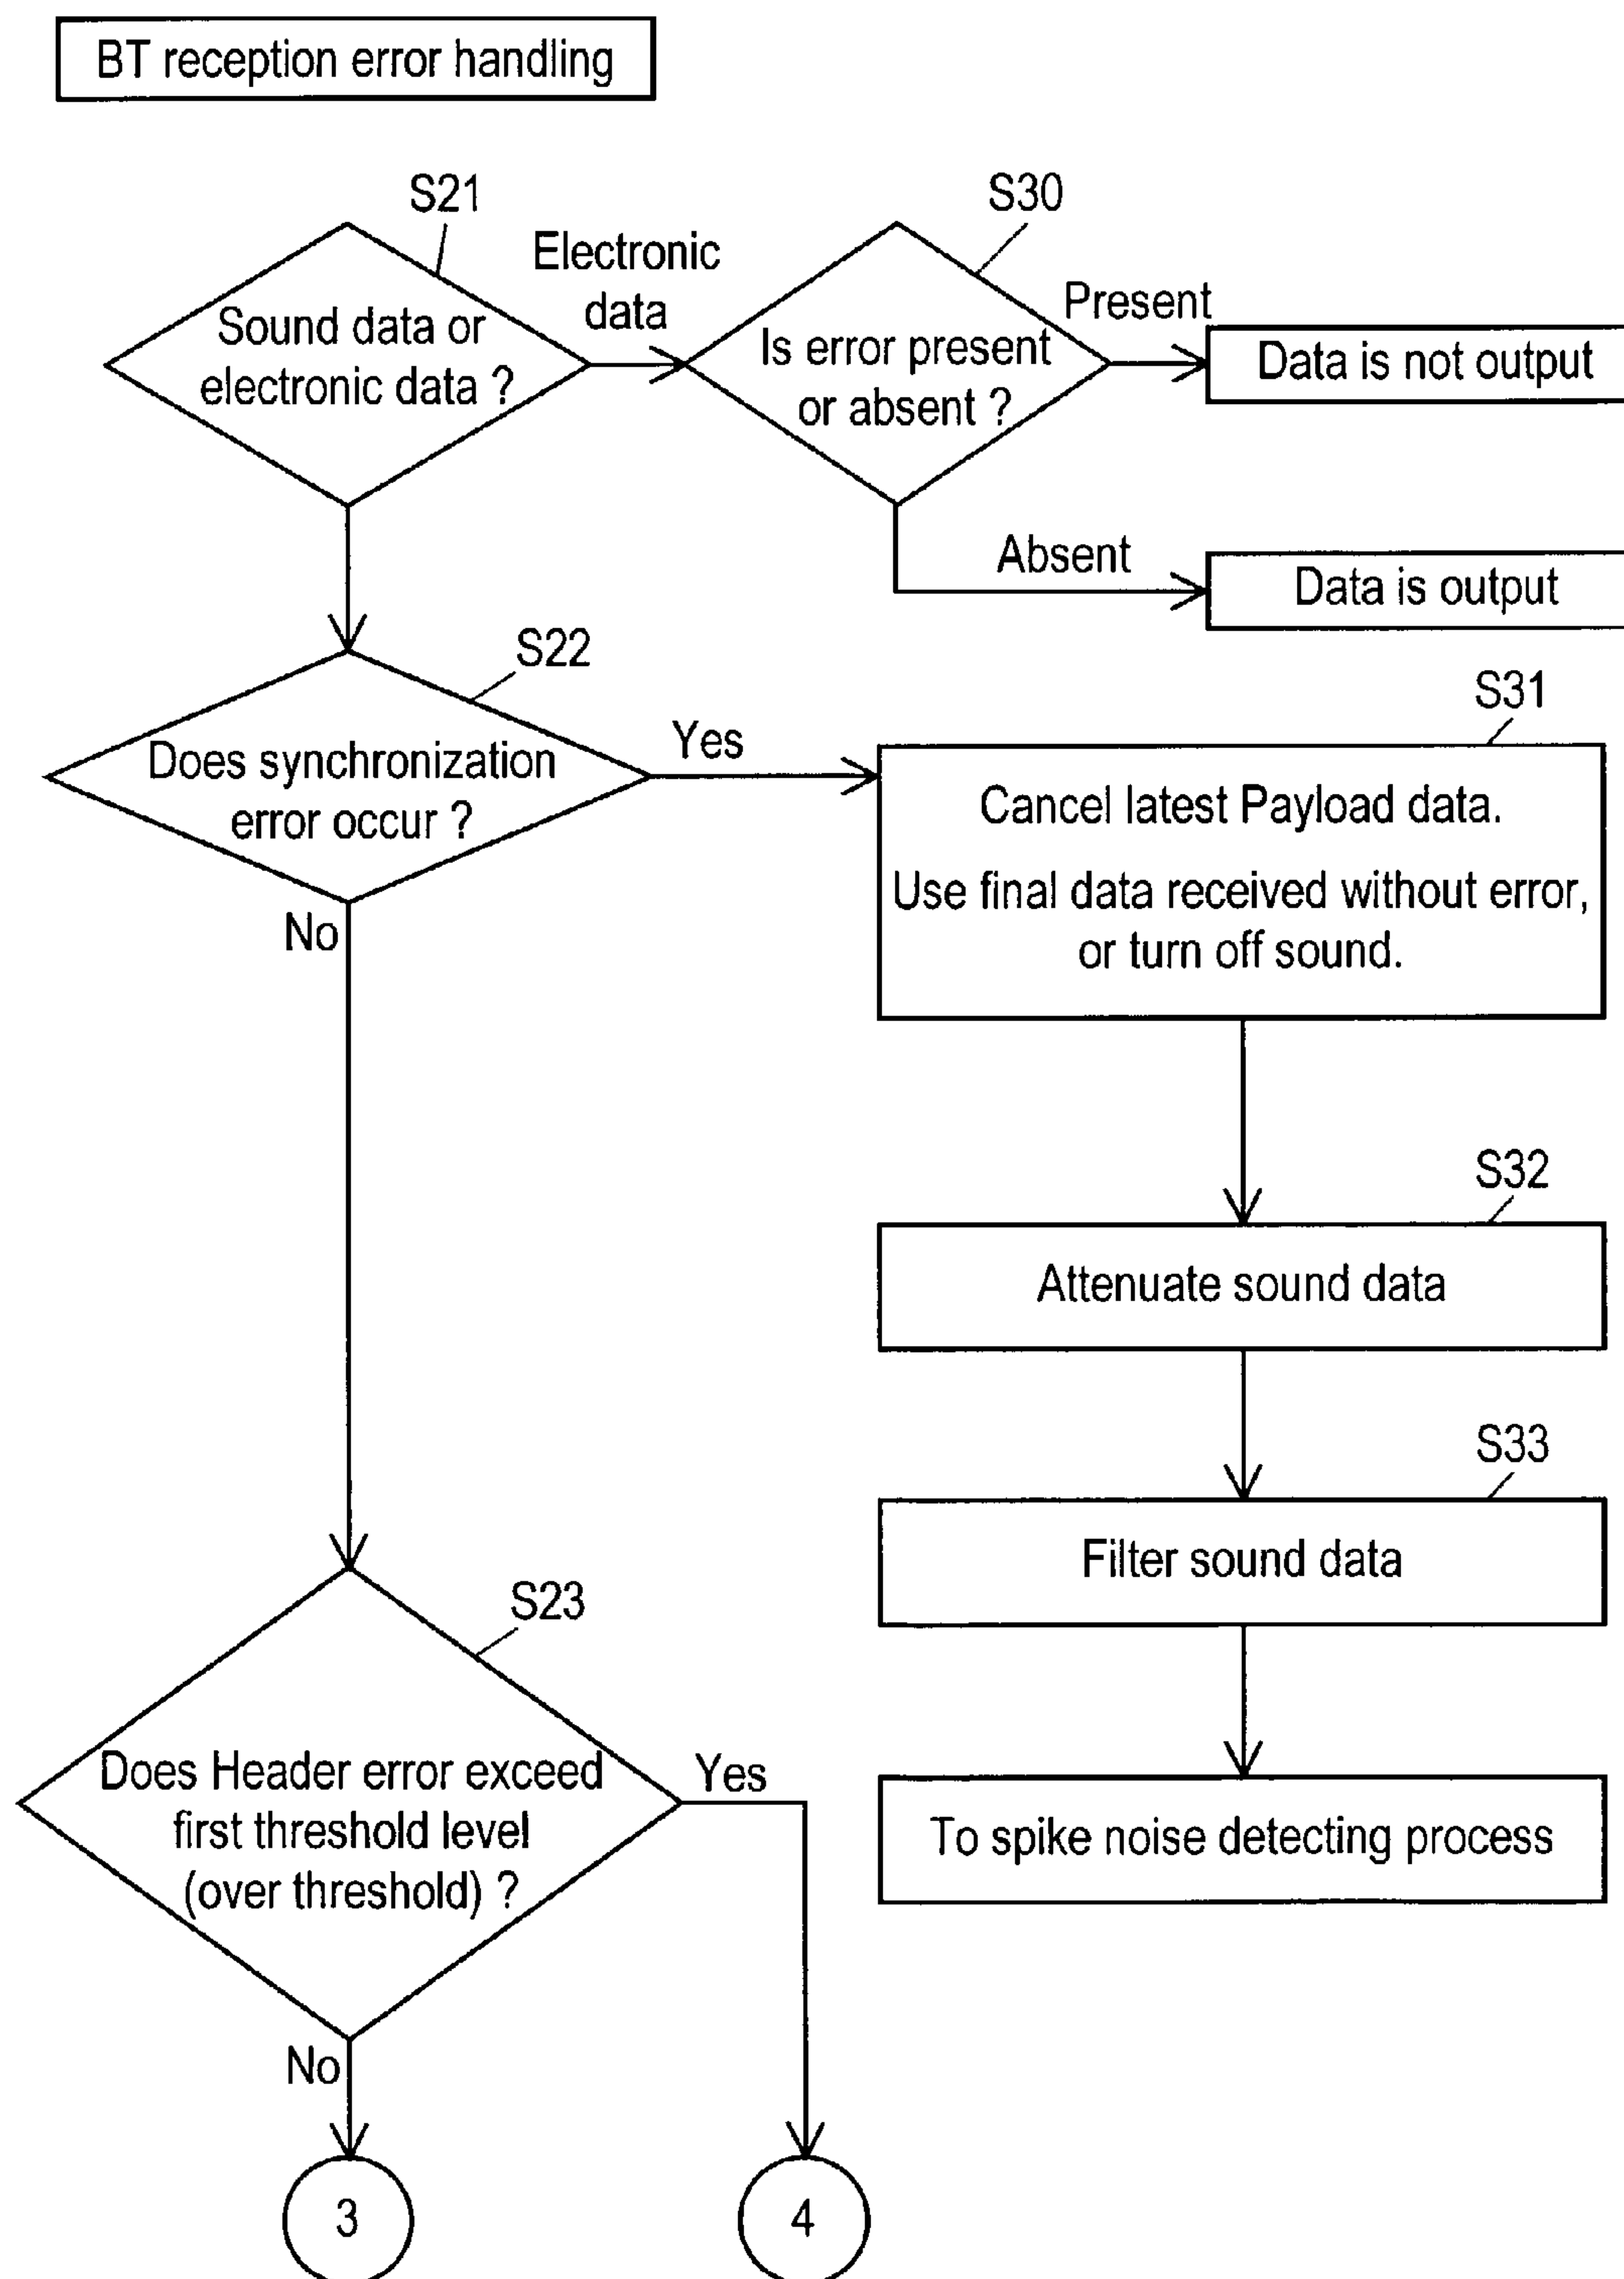 BT reception error handling
S21
Sound data or
electronic data ?
Electronic
data
S30
Is error present
or absent ?
Present
Data is not output
Absent
Data is output
S22
Does synchronization
error occur ?
Yes
No
S31
Cancel latest Payload data.
Use final data received without error,
or turn off sound.
S32
Attenuate sound data
S33
Filter sound data
To spike noise detecting process
S23
Does Header error exceed
first threshold level
(over threshold) ?
Yes
No
3
4